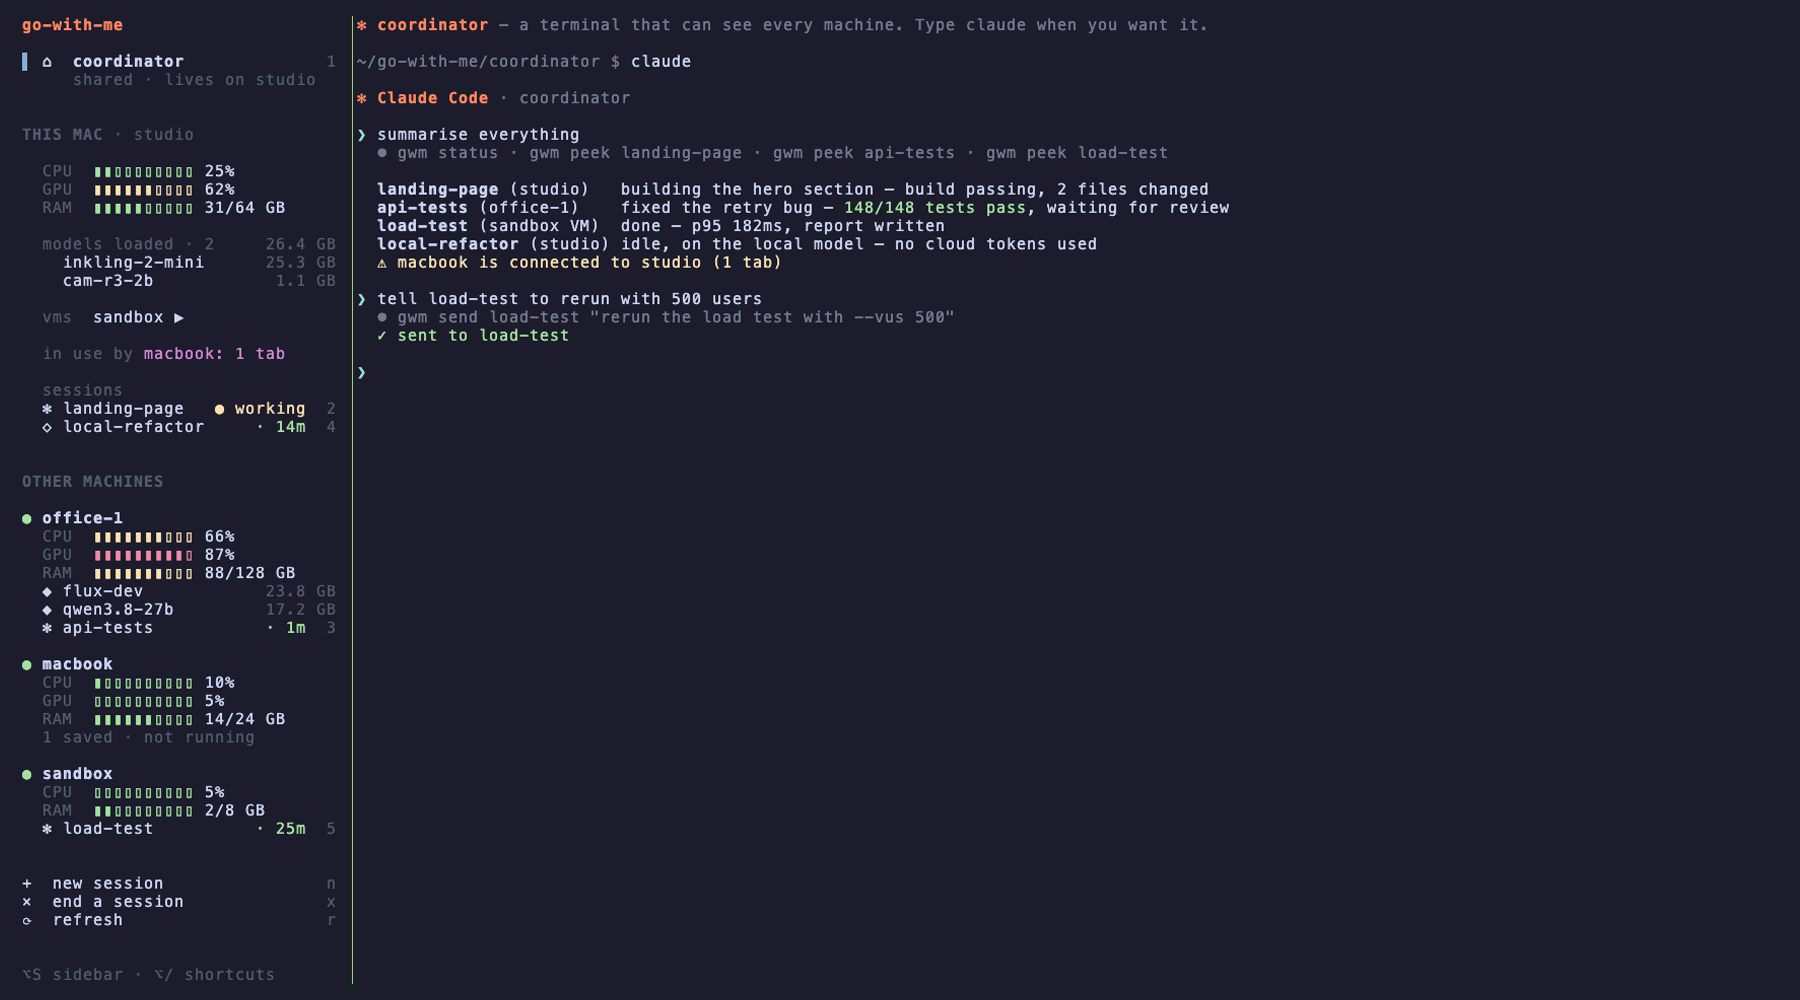 go-with-me
⌂ coordinator 1
shared · lives on studio
THIS MAC · studio
CPU ▮▮▯▯▯▯▯▯▯▯ 25%
GPU ▮▮▮▮▮▮▯▯▯▯ 62%
RAM ▮▮▮▮▮▯▯▯▯▯ 31/64 GB
models loaded · 2 26.4 GB
inkling-2-mini 25.3 GB
cam-r3-2b 1.1 GB
vms sandbox ▶
in use by macbook: 1 tab
sessions
✻ landing-page ● working 2
◇ local-refactor · 14m 4
OTHER MACHINES
● office-1
CPU ▮▮▮▮▮▮▮▯▯▯ 66%
GPU ▮▮▮▮▮▮▮▮▮▯ 87%
RAM ▮▮▮▮▮▮▮▯▯▯ 88/128 GB
◆ flux-dev 23.8 GB
◆ qwen3.8-27b 17.2 GB
✻ api-tests · 1m 3
● macbook
CPU ▮▯▯▯▯▯▯▯▯▯ 10%
GPU ▯▯▯▯▯▯▯▯▯▯ 5%
RAM ▮▮▮▮▮▮▯▯▯▯ 14/24 GB
1 saved · not running
● sandbox
CPU ▯▯▯▯▯▯▯▯▯▯ 5%
RAM ▮▮▯▯▯▯▯▯▯▯ 2/8 GB
✻ load-test · 25m 5
+ new session n
× end a session x
⟳ refresh r
⌥S sidebar · ⌥/ shortcuts
✻ coordinator — a terminal that can see every machine. Type claude when you want it.
~/go-with-me/coordinator $ claude
✻ Claude Code · coordinator
❯ summarise everything
● gwm status · gwm peek landing-page · gwm peek api-tests · gwm peek load-test
landing-page (studio) building the hero section — build passing, 2 files changed
api-tests (office-1) fixed the retry bug — 148/148 tests pass, waiting for review
load-test (sandbox VM) done — p95 182ms, report written
local-refactor (studio) idle, on the local model — no cloud tokens used
⚠ macbook is connected to studio (1 tab)
❯ tell load-test to rerun with 500 users
● gwm send load-test "rerun the load test with --vus 500"
✓ sent to load-test
❯